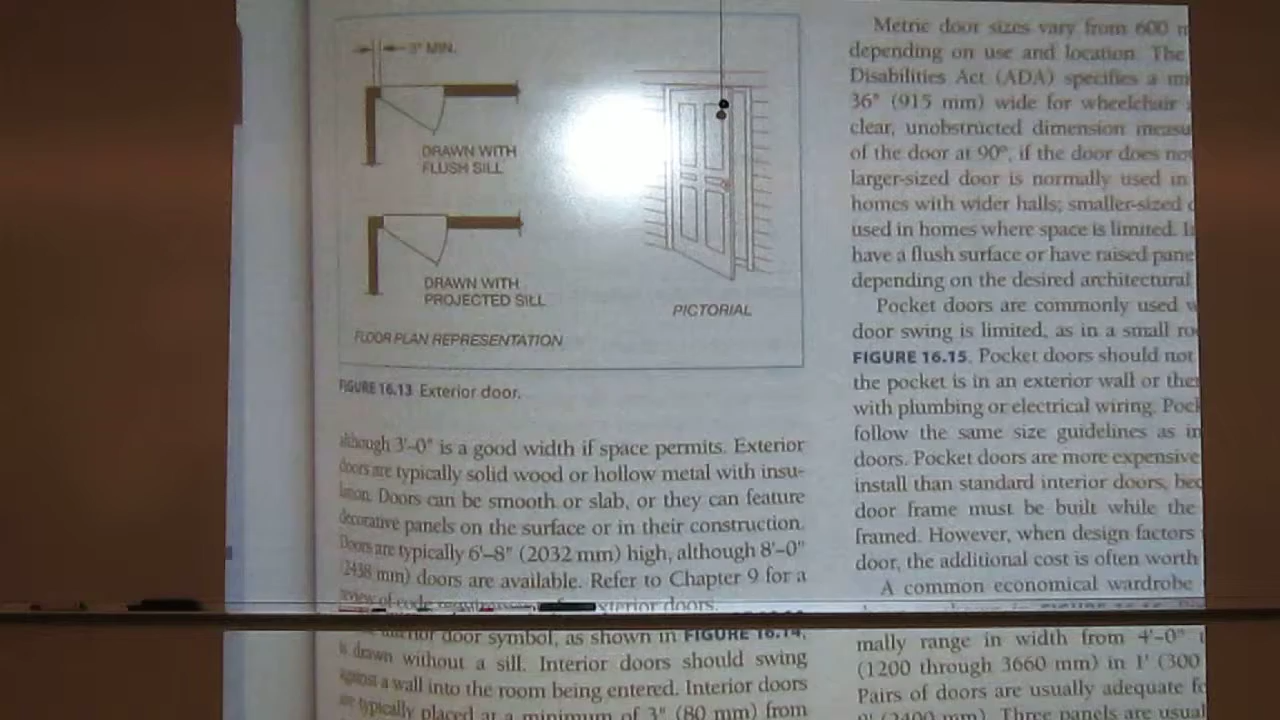 3" MIN.
DRAWN WITH
FLUSH SILL
DRAWN WITH
PROJECTED SILL
PICTORIAL
FLOOR PLAN REPRESENTATION
FIGURE 16.13 Exterior door.
although 3'–0" is a good width if space permits. Exterior
doors are typically solid wood or hollow metal with insu-
lation. Doors can be smooth or slab, or they can feature
decorative panels on the surface or in their construction.
Doors are typically 6'–8" (2032 mm) high, although 8'–0"
(2438 mm) doors are available. Refer to Chapter 9 for a
review of code exterior doors.
door symbol, as shown in FIGURE 16.14,
is drawn without a sill. Interior doors should swing
against a wall into the room being entered. Interior doors
are typically placed at a minimum of 3" (80 mm) from
Metric door sizes vary from 600
depending on use and location. The
Disabilities Act (ADA) specifies a
36" (915 mm) wide for wheelchair
clear, unobstructed dimension
of the door at 90°, if the door does
larger-sized door is normally used in
homes with wider halls; smaller-sized
used in homes where space is limited.
have a flush surface or have raised
depending on the desired architectural
Pocket doors are commonly used
door swing is limited, as in a small
FIGURE 16.15. Pocket doors should not
the pocket is in an exterior wall or
with plumbing or electrical wiring.
follow the same size guidelines as
doors. Pocket doors are more expensive
install than standard interior doors,
door frame must be built while the
framed. However, when design factors
door, the additional cost is often worth
A common economical wardrobe
mally range in width from 4'–0"
(1200 through 3660 mm) in 1' (300
Pairs of doors are usually adequate
9' (2400 mm). Three panels are